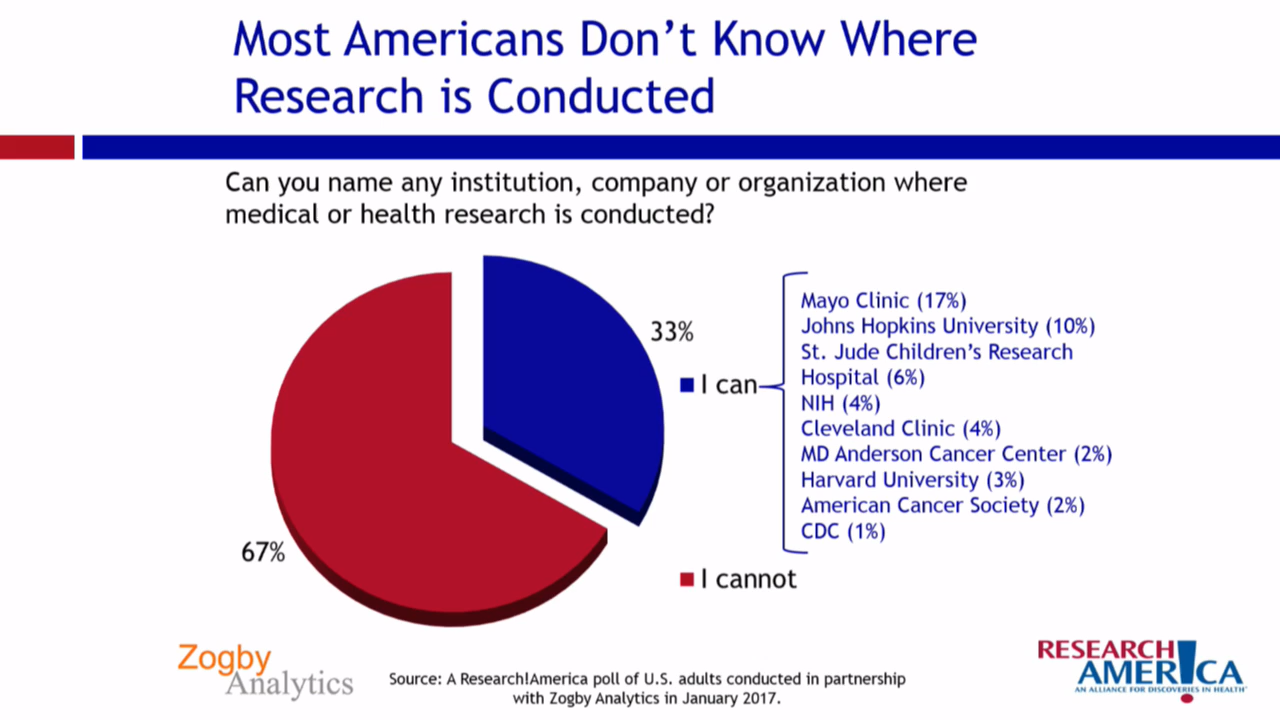 Most Americans Don't Know Where
Research is Conducted
Can you name any institution, company or organization where
medical or health research is conducted?
33%
I can
Mayo Clinic (17%)
Johns Hopkins University (10%)
St. Jude Children's Research
Hospital (6%)
NIH (4%)
Cleveland Clinic (4%)
MD Anderson Cancer Center (2%)
Harvard University (3%)
American Cancer Society (2%)
CDC (1%)
67%
I cannot
Zogby
Analytics
Source: A Research!America poll of U.S. adults conducted in partnership
with Zogby Analytics in January 2017.
RESEARCH
AMER!CA
AN ALLIANCE FOR DISCOVERIES IN HEALTH®